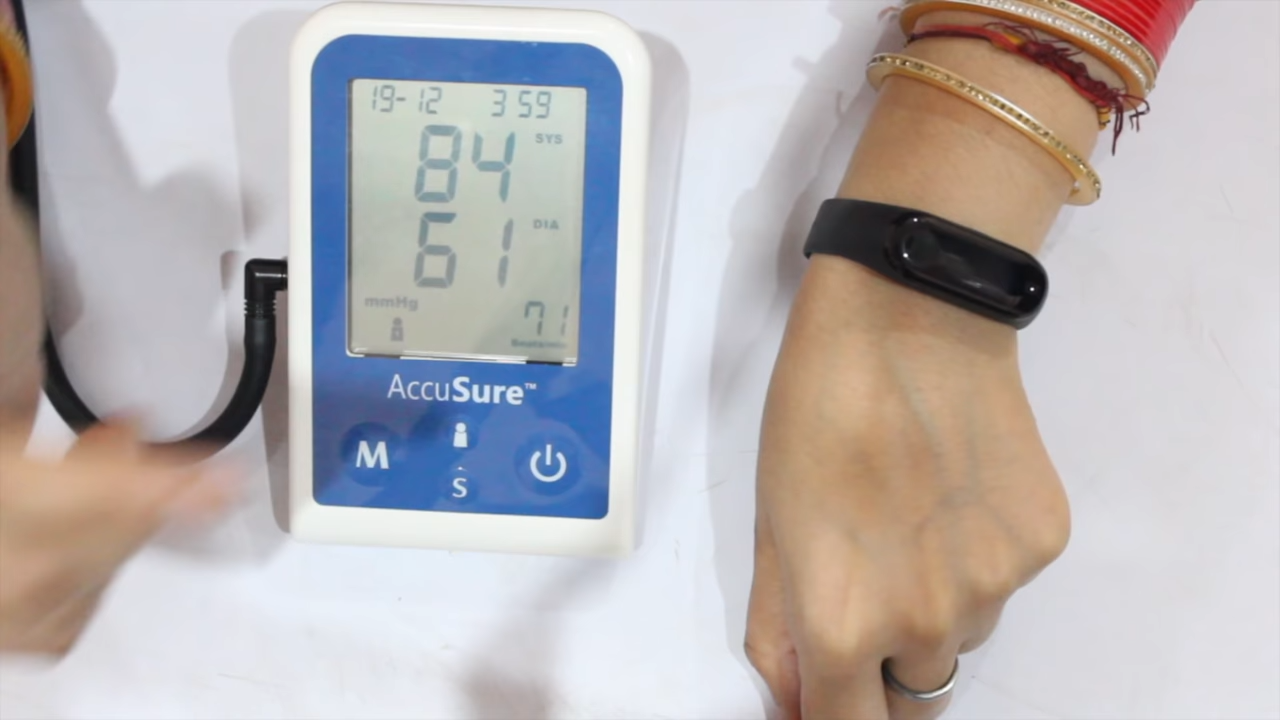 19-12 3 59
84 SYS
61 DIA
mmHg
71
AccuSure™
M
S